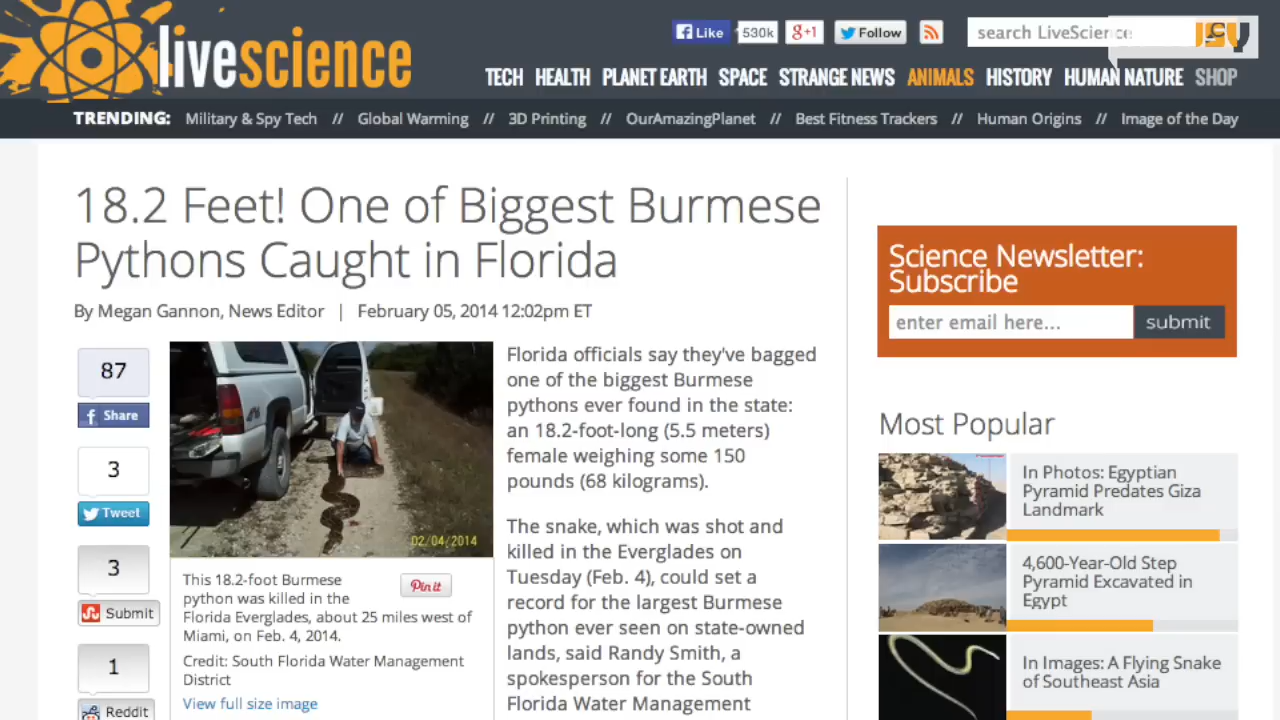 livescience
Like
530k
g+1
Follow
search LiveScience
TECH HEALTH PLANET EARTH SPACE STRANGE NEWS ANIMALS HISTORY HUMAN NATURE SHOP
TRENDING: Military & Spy Tech // Global Warming // 3D Printing // OurAmazingPlanet // Best Fitness Trackers // Human Origins // Image of the Day
18.2 Feet! One of Biggest Burmese
Pythons Caught in Florida
By Megan Gannon, News Editor | February 05, 2014 12:02pm ET
87
Share
3
Tweet
3
Submit
1
Reddit
02/04/2014
This 18.2-foot Burmese
python was killed in the
Florida Everglades, about 25 miles west of
Miami, on Feb. 4, 2014.
Credit: South Florida Water Management
District
View full size image
Pin it
Florida officials say they've bagged
one of the biggest Burmese
pythons ever found in the state:
an 18.2-foot-long (5.5 meters)
female weighing some 150
pounds (68 kilograms).
The snake, which was shot and
killed in the Everglades on
Tuesday (Feb. 4), could set a
record for the largest Burmese
python ever seen on state-owned
lands, said Randy Smith, a
spokesperson for the South
Florida Water Management
Science Newsletter:
Subscribe
enter email here...
submit
Most Popular
In Photos: Egyptian
Pyramid Predates Giza
Landmark
4,600-Year-Old Step
Pyramid Excavated in
Egypt
In Images: A Flying Snake
of Southeast Asia